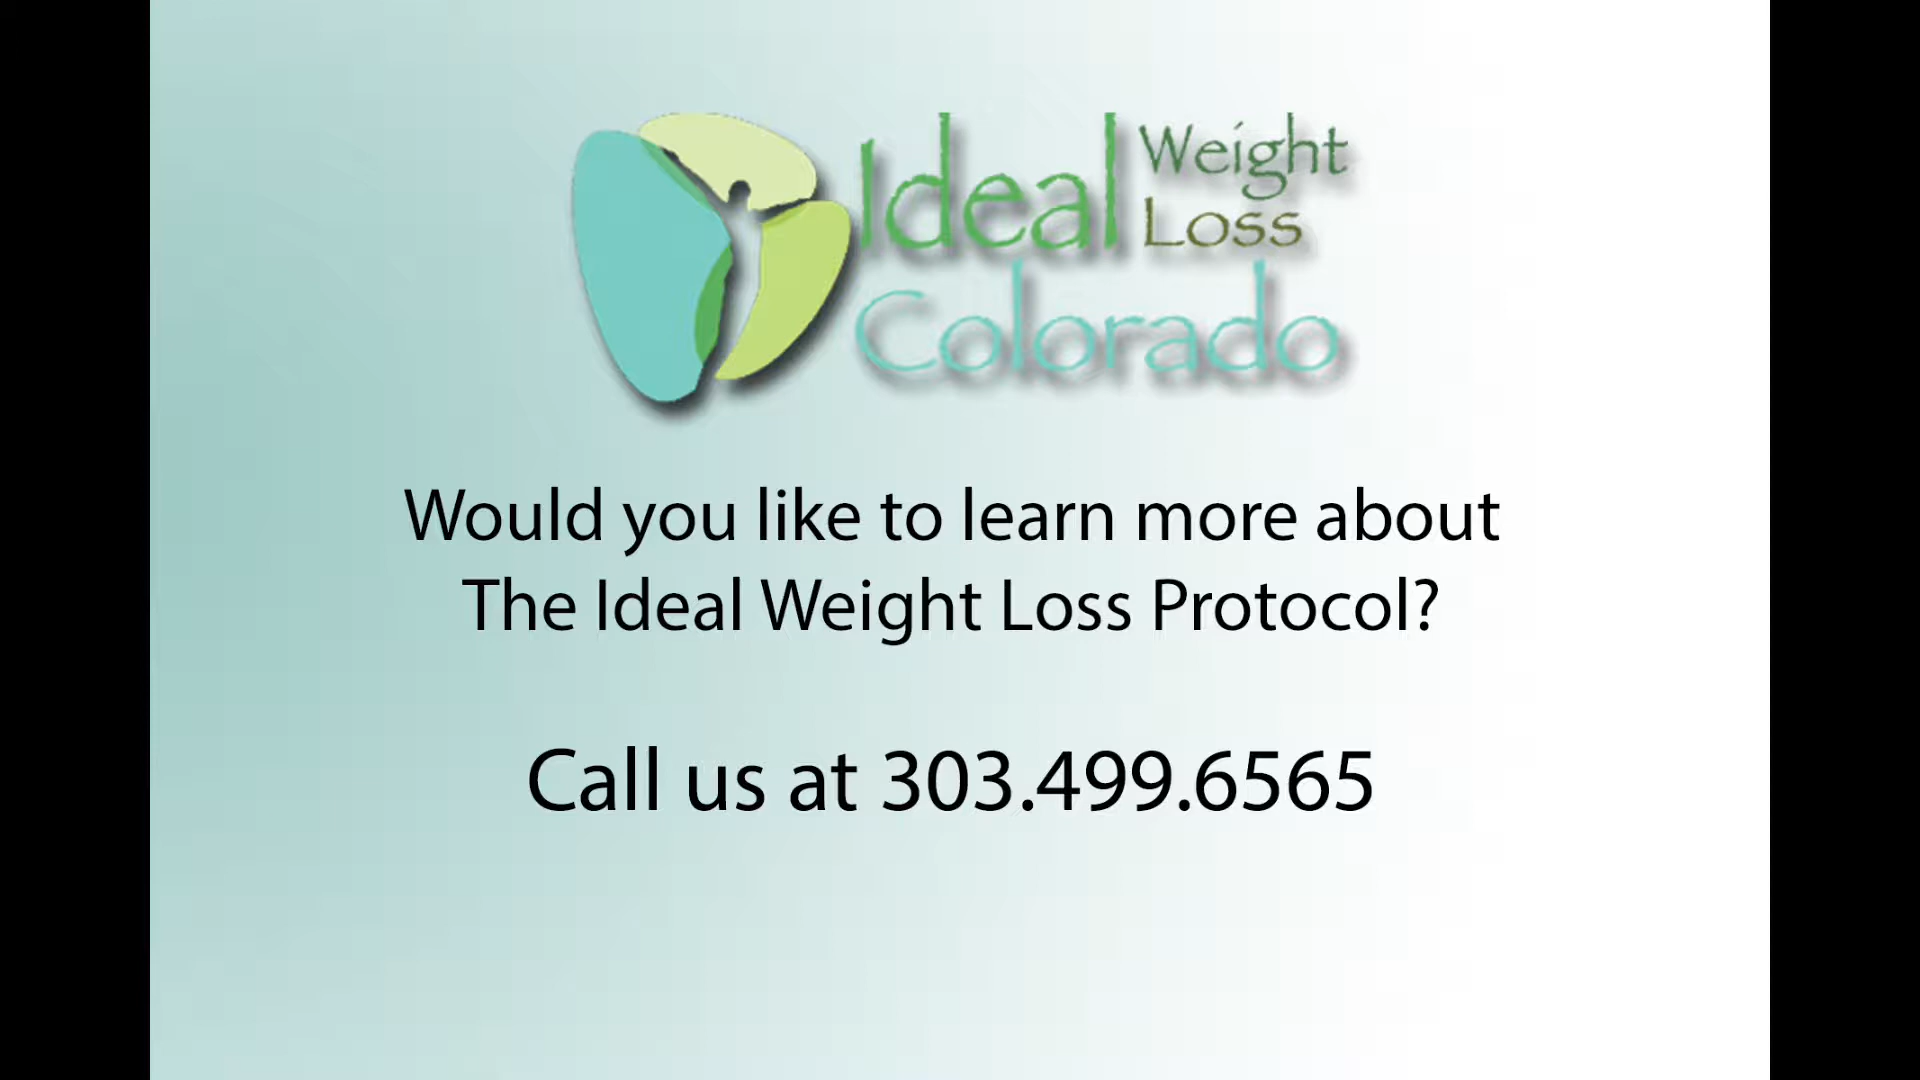 Ideal Weight
Loss
Colorado
Would you like to learn more about
The Ideal Weight Loss Protocol?
Call us at 303.499.6565